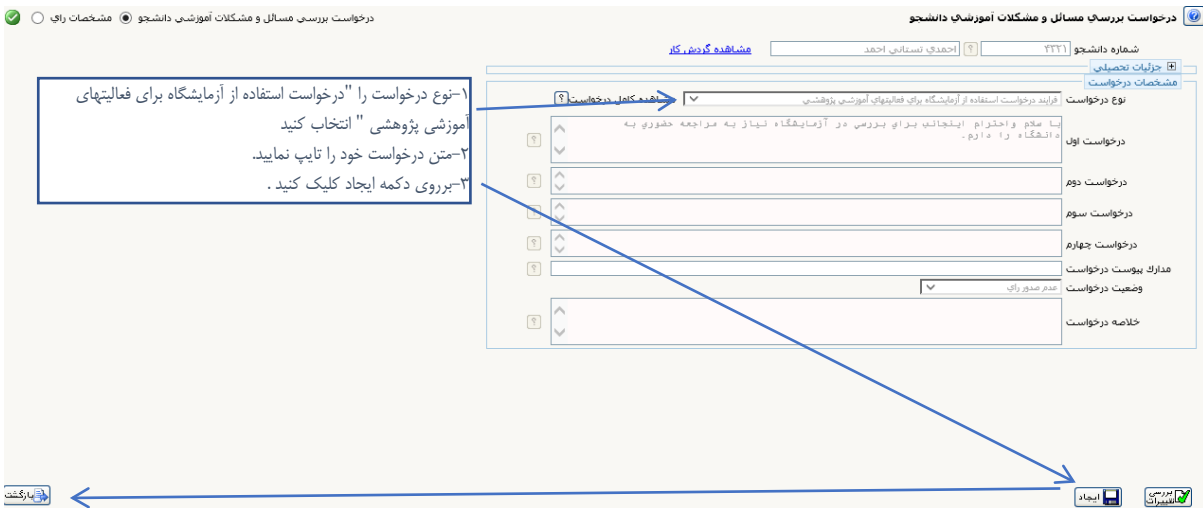 درخواست بررسي مسائل و مشكلات آموزشي دانشجو
درخواست بررسي مسائل و مشكلات آموزشي دانشجو مشخصات راي
شماره دانشجو ۴۳۲۱ ? احمدي تستاني احمد مشاهده گردش كار
جزئيات تحصيلي
مشخصات درخواست
نوع درخواست فرايند درخواست استفاده از آزمايشگاه براي فعاليتهاي آموزشي پژوهشي مشاهده كامل درخواست ?
درخواست اول با سلام واحترام اينجانب براي بررسي در آزمايشگاه نياز به مراجعه حضوري به
دانشگاه را دارم. ?
درخواست دوم ?
درخواست سوم ?
درخواست چهارم ?
مدارك پيوست درخواست ?
وضعيت درخواست عدم صدور راي
خلاصه درخواست ?
۱-نوع درخواست را "درخواست استفاده از آزمایشگاه برای فعالیتهای
آموزشی پژوهشی " انتخاب کنید
۲-متن درخواست خود را تایپ نمایید.
۳-برروی دکمه ایجاد کلیک کنید .
بررسي
تغييرات
ايجاد
بازگشت